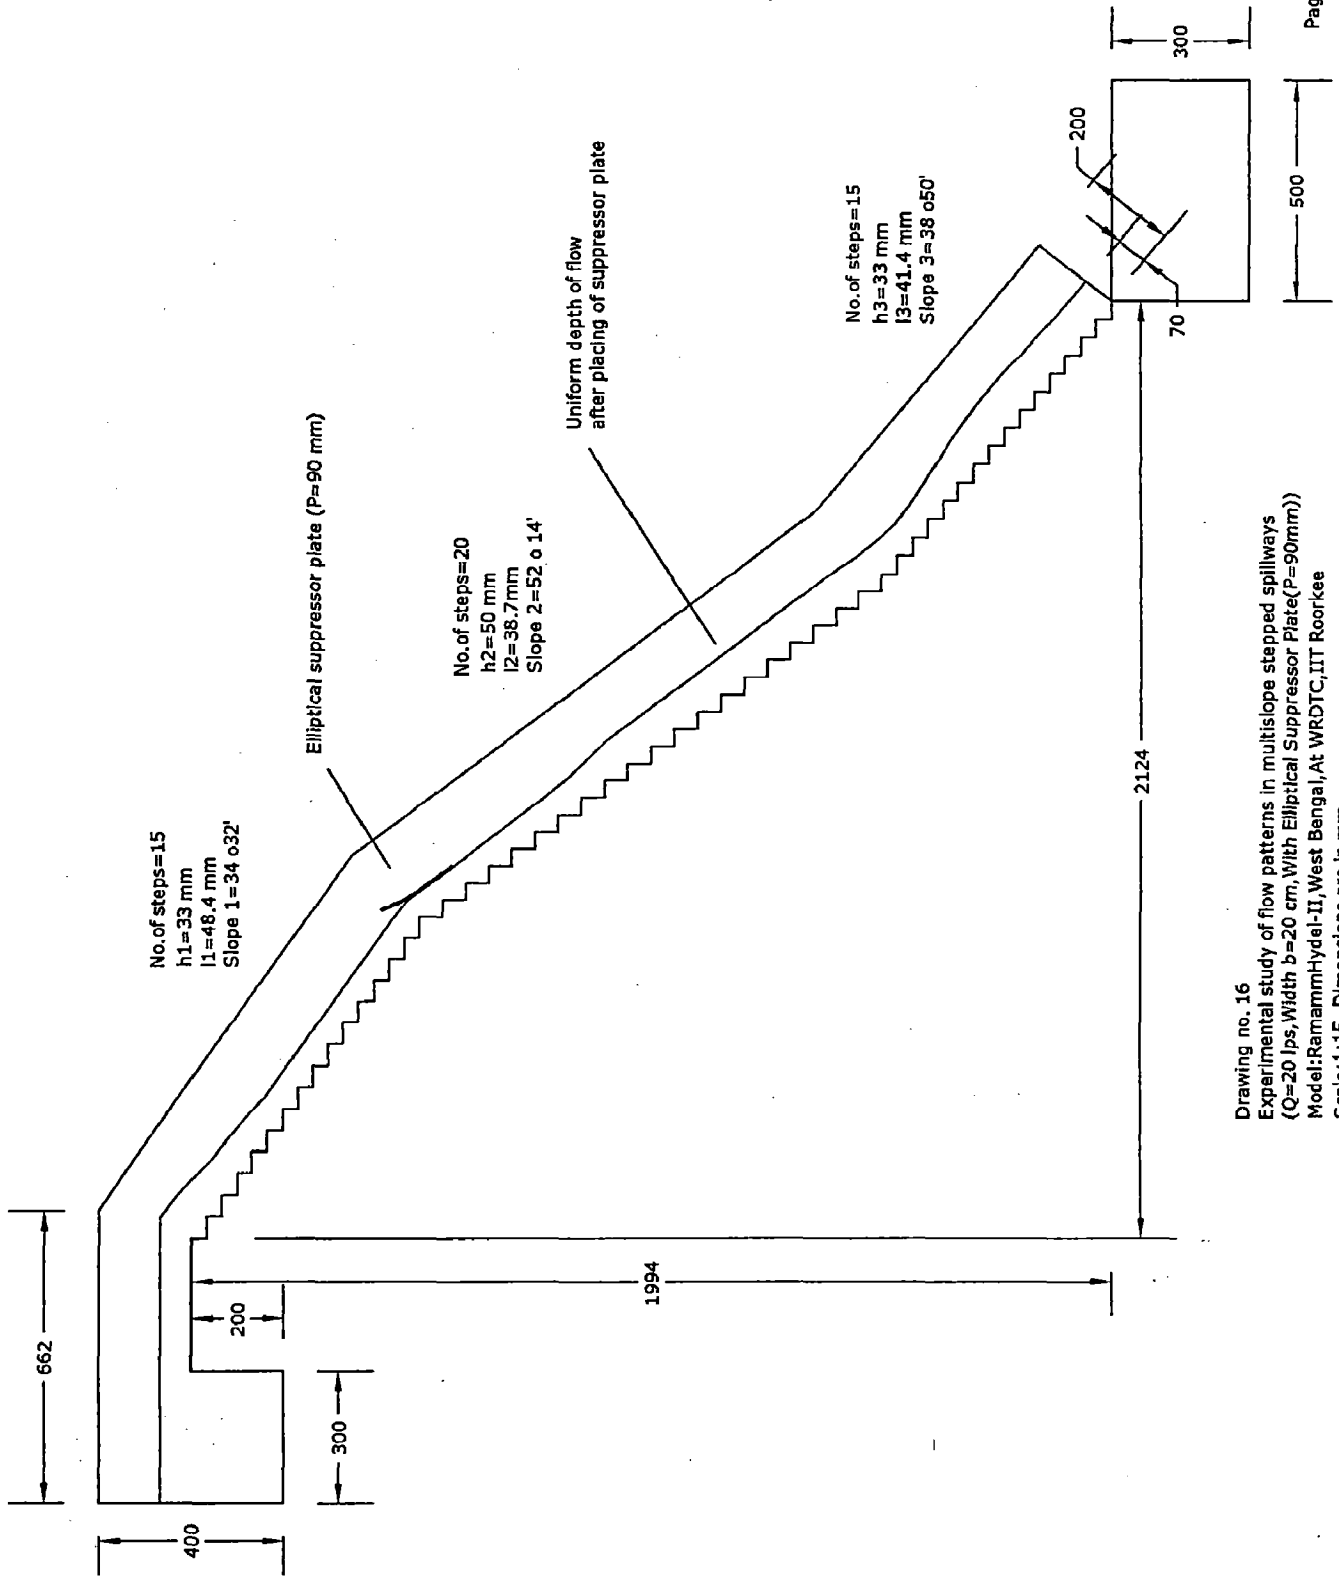 662
400
300
200
1994
2124
No.of steps=15
h1=33 mm
l1=48.4 mm
Slope 1=34 o32'
Elliptical suppressor plate (P=90 mm)
No.of steps=20
h2=50 mm
l2=38.7mm
Slope 2=52 o 14'
Uniform depth of flow
after placing of suppressor plate
No.of steps=15
h3=33 mm
l3=41.4 mm
Slope 3=38 o50'
200
70
300
500
Pag
Drawing no. 16
Experimental study of flow patterns in multislope stepped spillways
(Q=20 lps,Width b=20 cm,With Elliptical Suppressor Plate(P=90mm))
Model:RamammHydel-II,West Bengal,At WRDTC,IIT Roorkee